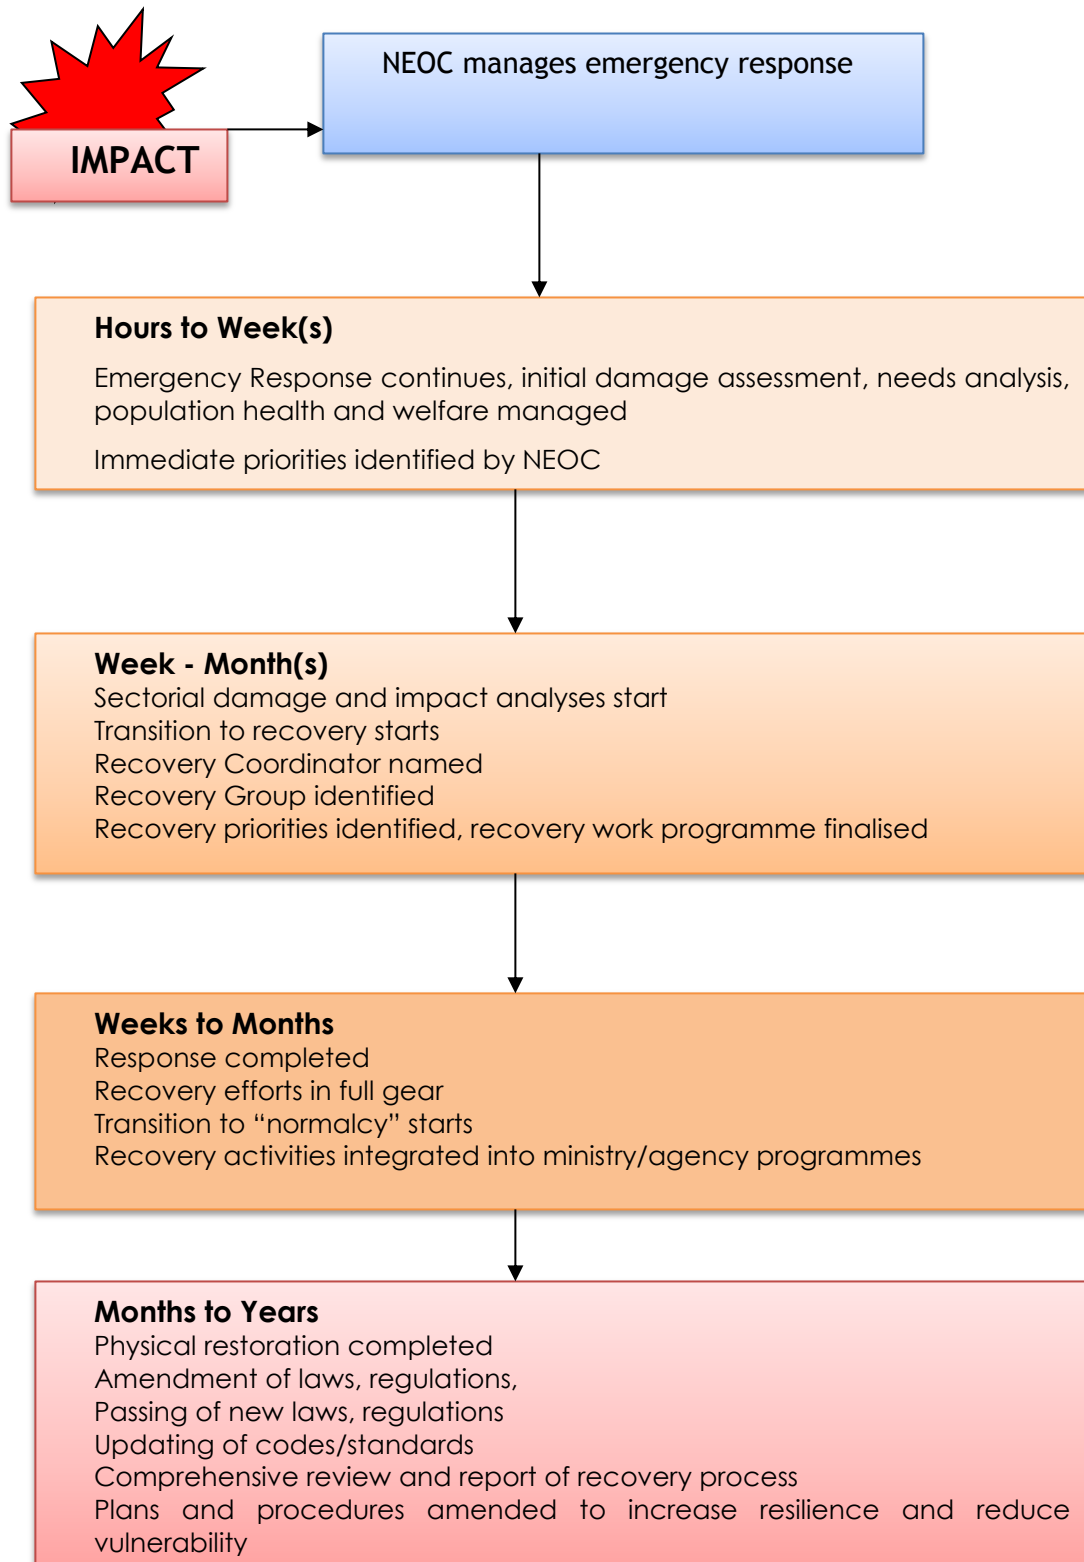 NEOC manages emergency response
IMPACT
Hours to Week(s)
Emergency Response continues, initial damage assessment, needs analysis,
population health and welfare managed
Immediate priorities identified by NEOC
Week - Month(s)
Sectorial damage and impact analyses start
Transition to recovery starts
Recovery Coordinator named
Recovery Group identified
Recovery priorities identified, recovery work programme finalised
Weeks to Months
Response completed
Recovery efforts in full gear
Transition to “normalcy” starts
Recovery activities integrated into ministry/agency programmes
Months to Years
Physical restoration completed
Amendment of laws, regulations,
Passing of new laws, regulations
Updating of codes/standards
Comprehensive review and report of recovery process
Plans and procedures amended to increase resilience and reduce
vulnerability